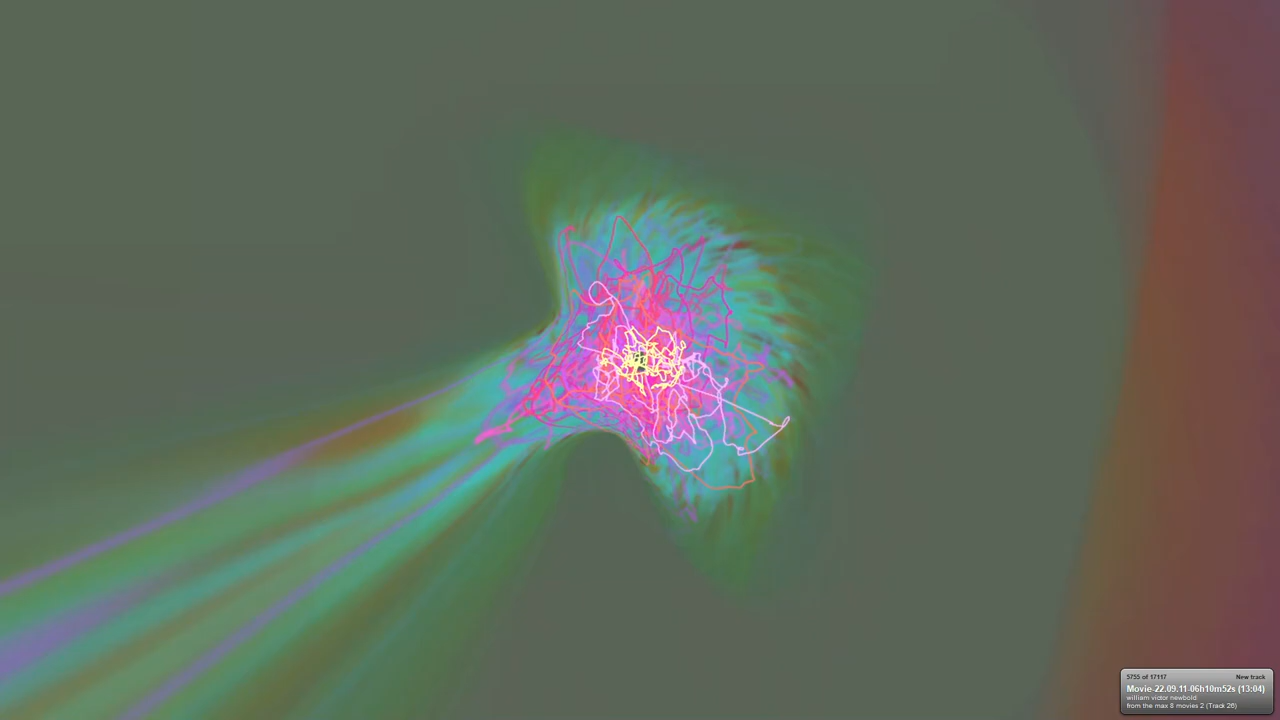 5755 of 17117 New track
Movie-22.09.11-06h10m52s (13:04)
william victor newbold
from the max 8 movies 2 (Track 26)